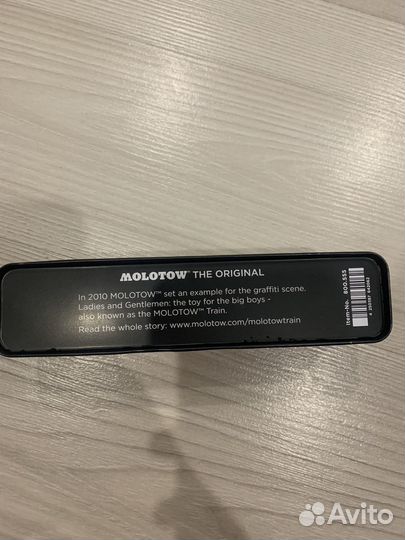 MOLOTOW™ THE ORIGINAL
In 2010 MOLOTOW™ set an example for the graffiti scene.
Ladies and Gentlemen: the toy for the big boys -
also known as the MOLOTOW™ Train.
Read the whole story: www.molotow.com/molotowtrain
Item-No. 800.555
Avito